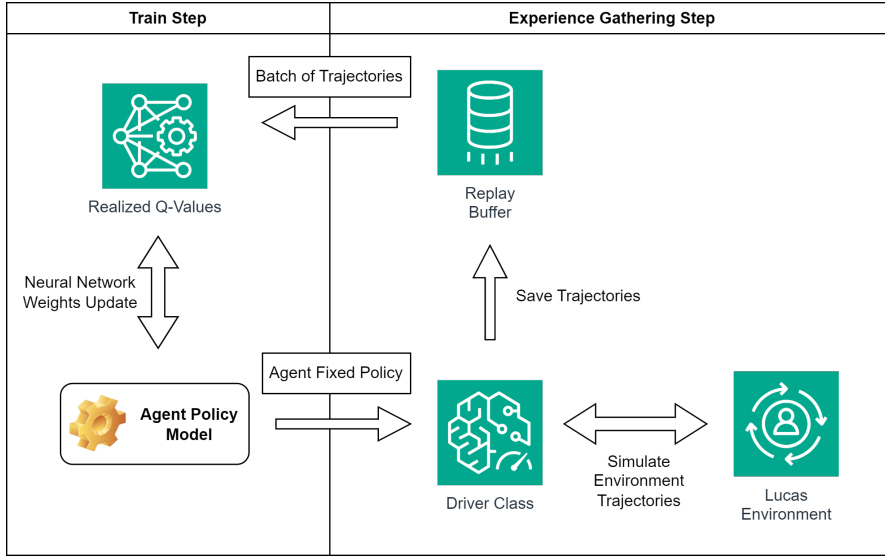 Train Step
Experience Gathering Step
Batch of Trajectories
Realized Q-Values
Replay
Buffer
Neural Network
Weights Update
Save Trajectories
Agent Fixed Policy
Agent Policy
Model
Driver Class
Simulate
Environment
Trajectories
Lucas
Environment